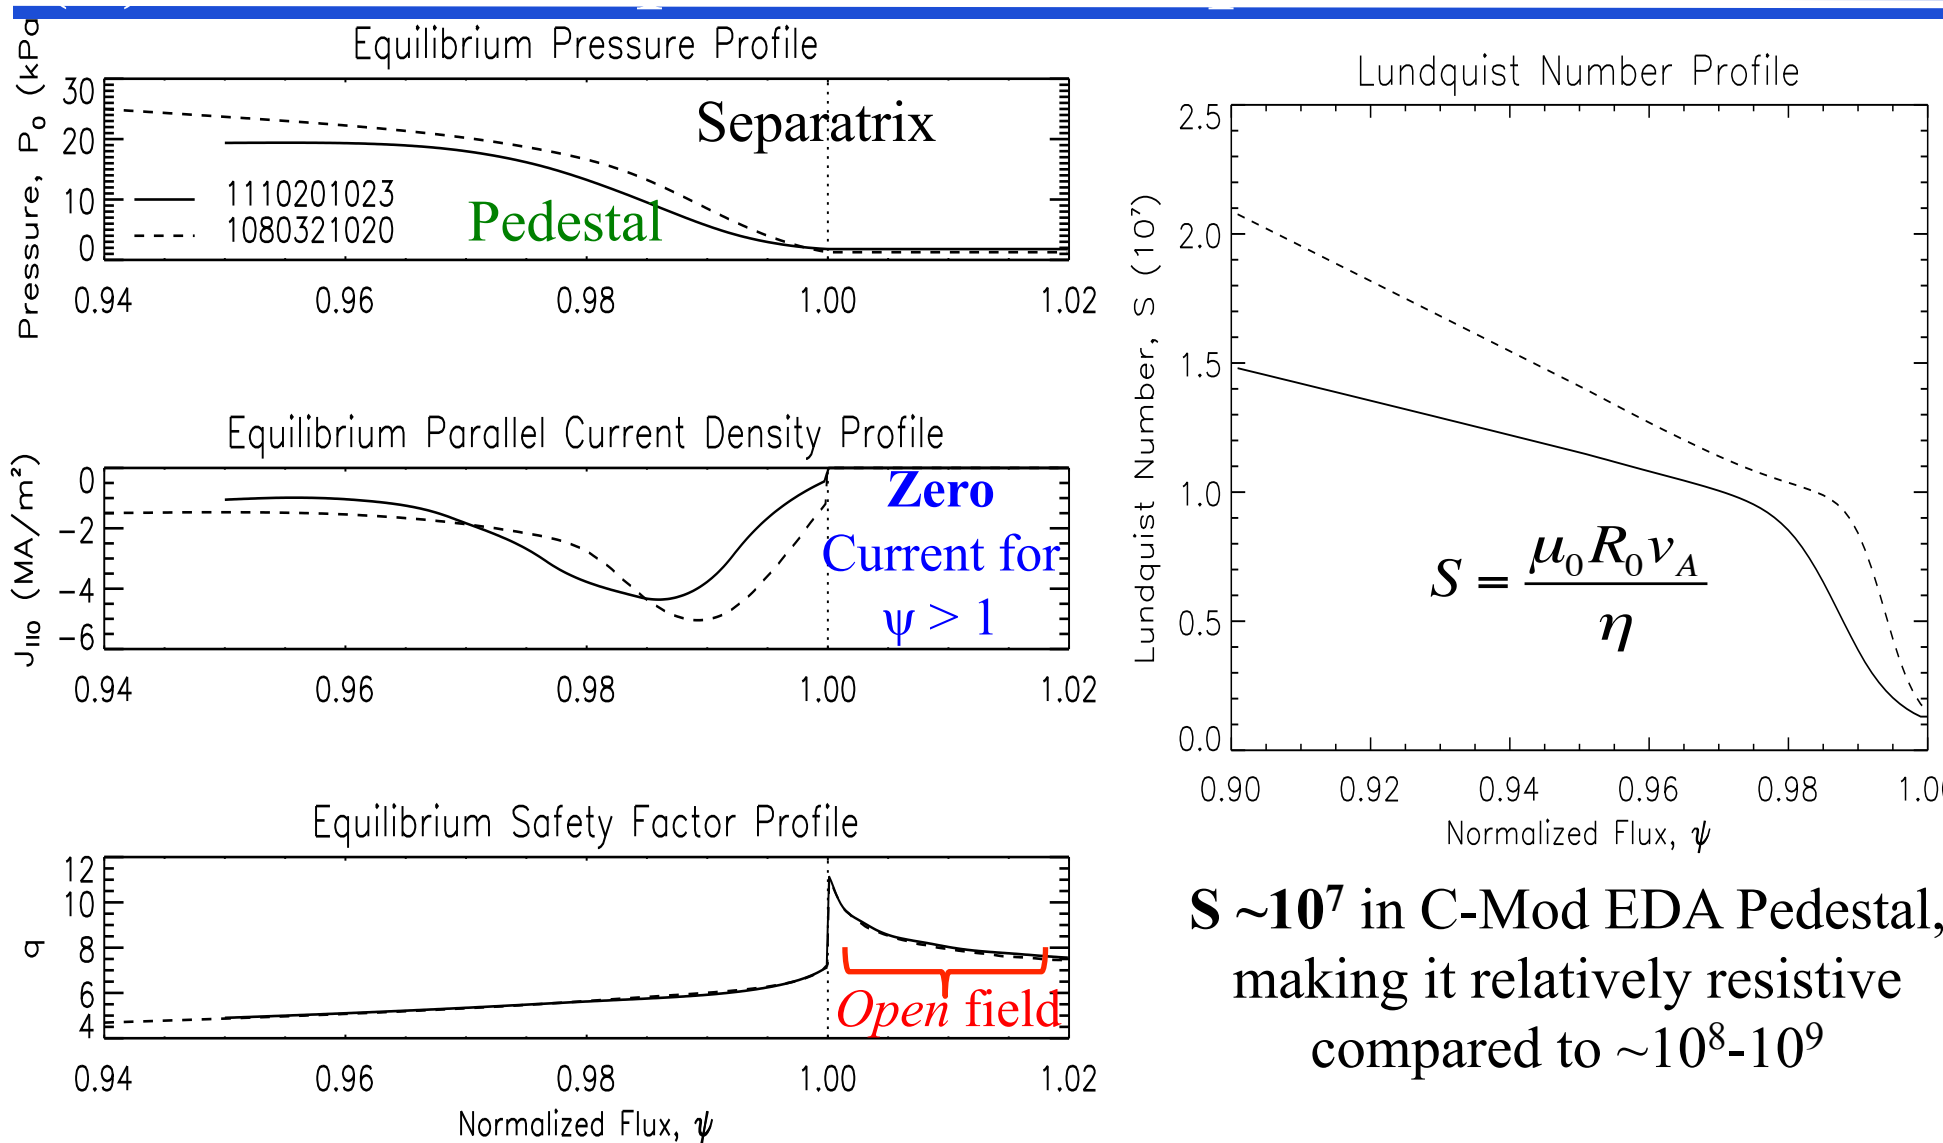 Equilibrium Pressure Profile
Pressure, P₀ (kPa
30
20
10
0
Separatrix
1110201023
1080321020
Pedestal
0.94 0.96 0.98 1.00 1.02
Equilibrium Parallel Current Density Profile
J||0 (MA/m²)
0
-2
-4
-6
Zero
Current for
ψ > 1
0.94 0.96 0.98 1.00 1.02
Equilibrium Safety Factor Profile
q
12
10
8
6
4
Open field
0.94 0.96 0.98 1.00 1.02
Normalized Flux, ψ
Lundquist Number Profile
Lundquist Number, S (10⁷)
2.5
2.0
1.5
1.0
0.5
0.0
S = μ₀R₀v_A / η
0.90 0.92 0.94 0.96 0.98 1.0
Normalized Flux, ψ
S ~10⁷ in C-Mod EDA Pedestal,
making it relatively resistive
compared to ~10⁸-10⁹